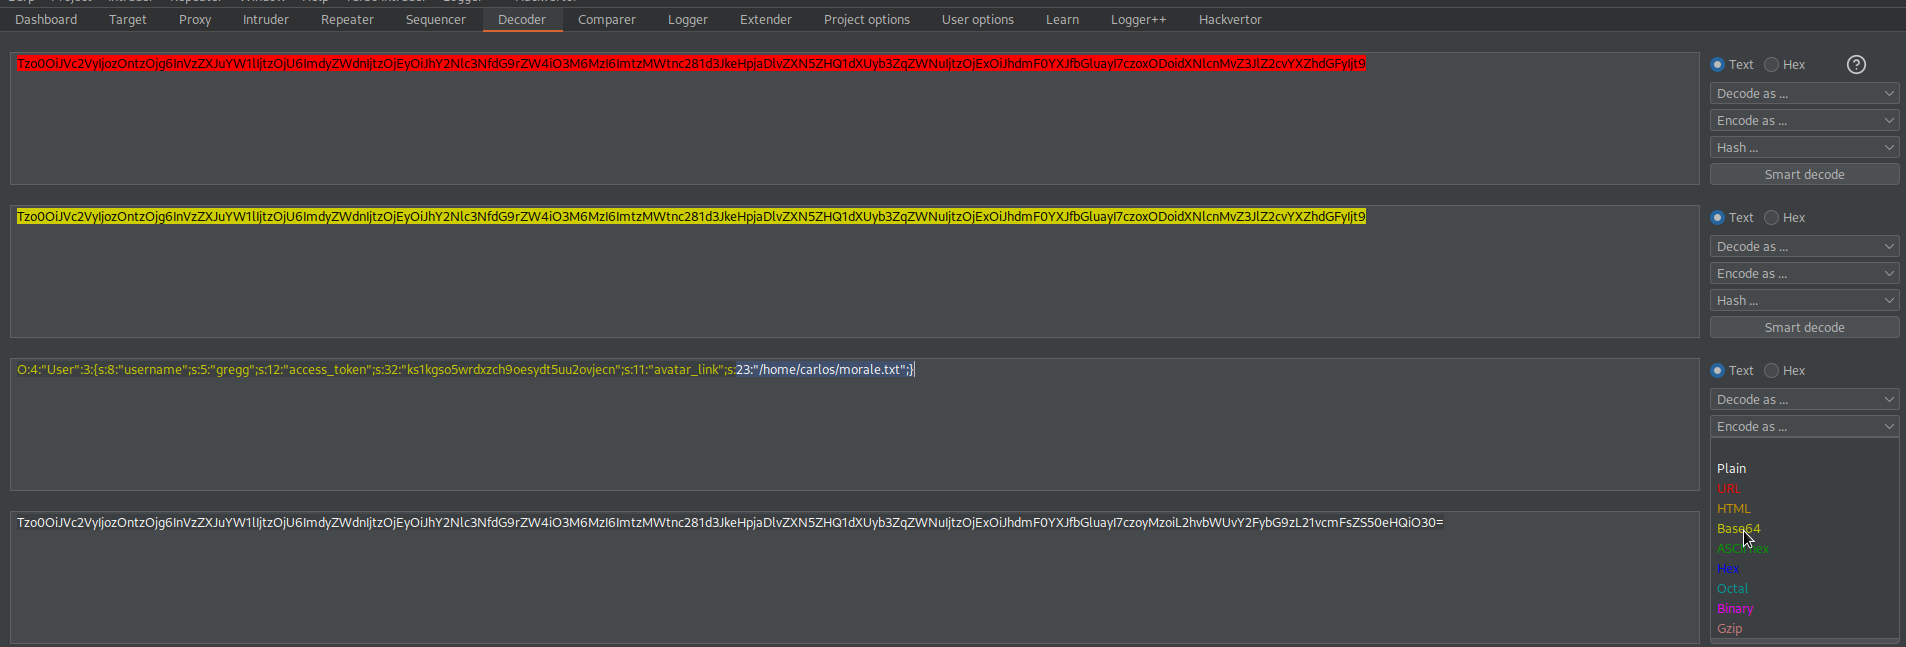 Dashboard Target Proxy Intruder Repeater Sequencer Decoder Comparer Logger Extender Project options User options Learn Logger++ Hackvertor
Tzo0OiJVc2VyIjozOntzOjg6InVzZXJuYW1lIjtzOjU6ImdyZWdnIjtzOjEyOiJhY2Nlc3NfdG9rZW4iO3M6MzI6ImtzMWtnc281d3JkeHpjaDlvZXN5ZHQ1dXUyb3ZqZWNuIjtzOjExOiJhdmF0YXJfbGluayI7czoxODoidXNlcnMvZ3JlZ2cvYXZhdGFyIjt9
Text Hex ?
Decode as ...
Encode as ...
Hash ...
Smart decode
Tzo0OiJVc2VyIjozOntzOjg6InVzZXJuYW1lIjtzOjU6ImdyZWdnIjtzOjEyOiJhY2Nlc3NfdG9rZW4iO3M6MzI6ImtzMWtnc281d3JkeHpjaDlvZXN5ZHQ1dXUyb3ZqZWNuIjtzOjExOiJhdmF0YXJfbGluayI7czoxODoidXNlcnMvZ3JlZ2cvYXZhdGFyIjt9
Text Hex
Decode as ...
Encode as ...
Hash ...
Smart decode
O:4:"User":3:{s:8:"username";s:5:"gregg";s:12:"access_token";s:32:"ks1kgso5wrdxzch9oesydt5uu2ovjecn";s:11:"avatar_link";s:23:"/home/carlos/morale.txt";}
Text Hex
Decode as ...
Encode as ...
Plain
URL
HTML
Base64
ASCII hex
Hex
Octal
Binary
Gzip
Tzo0OiJVc2VyIjozOntzOjg6InVzZXJuYW1lIjtzOjU6ImdyZWdnIjtzOjEyOiJhY2Nlc3NfdG9rZW4iO3M6MzI6ImtzMWtnc281d3JkeHpjaDlvZXN5ZHQ1dXUyb3ZqZWNuIjtzOjExOiJhdmF0YXJfbGluayI7czoyMzoiL2hvbWUvY2FybG9zL21vcmFsZS50eHQiO30=